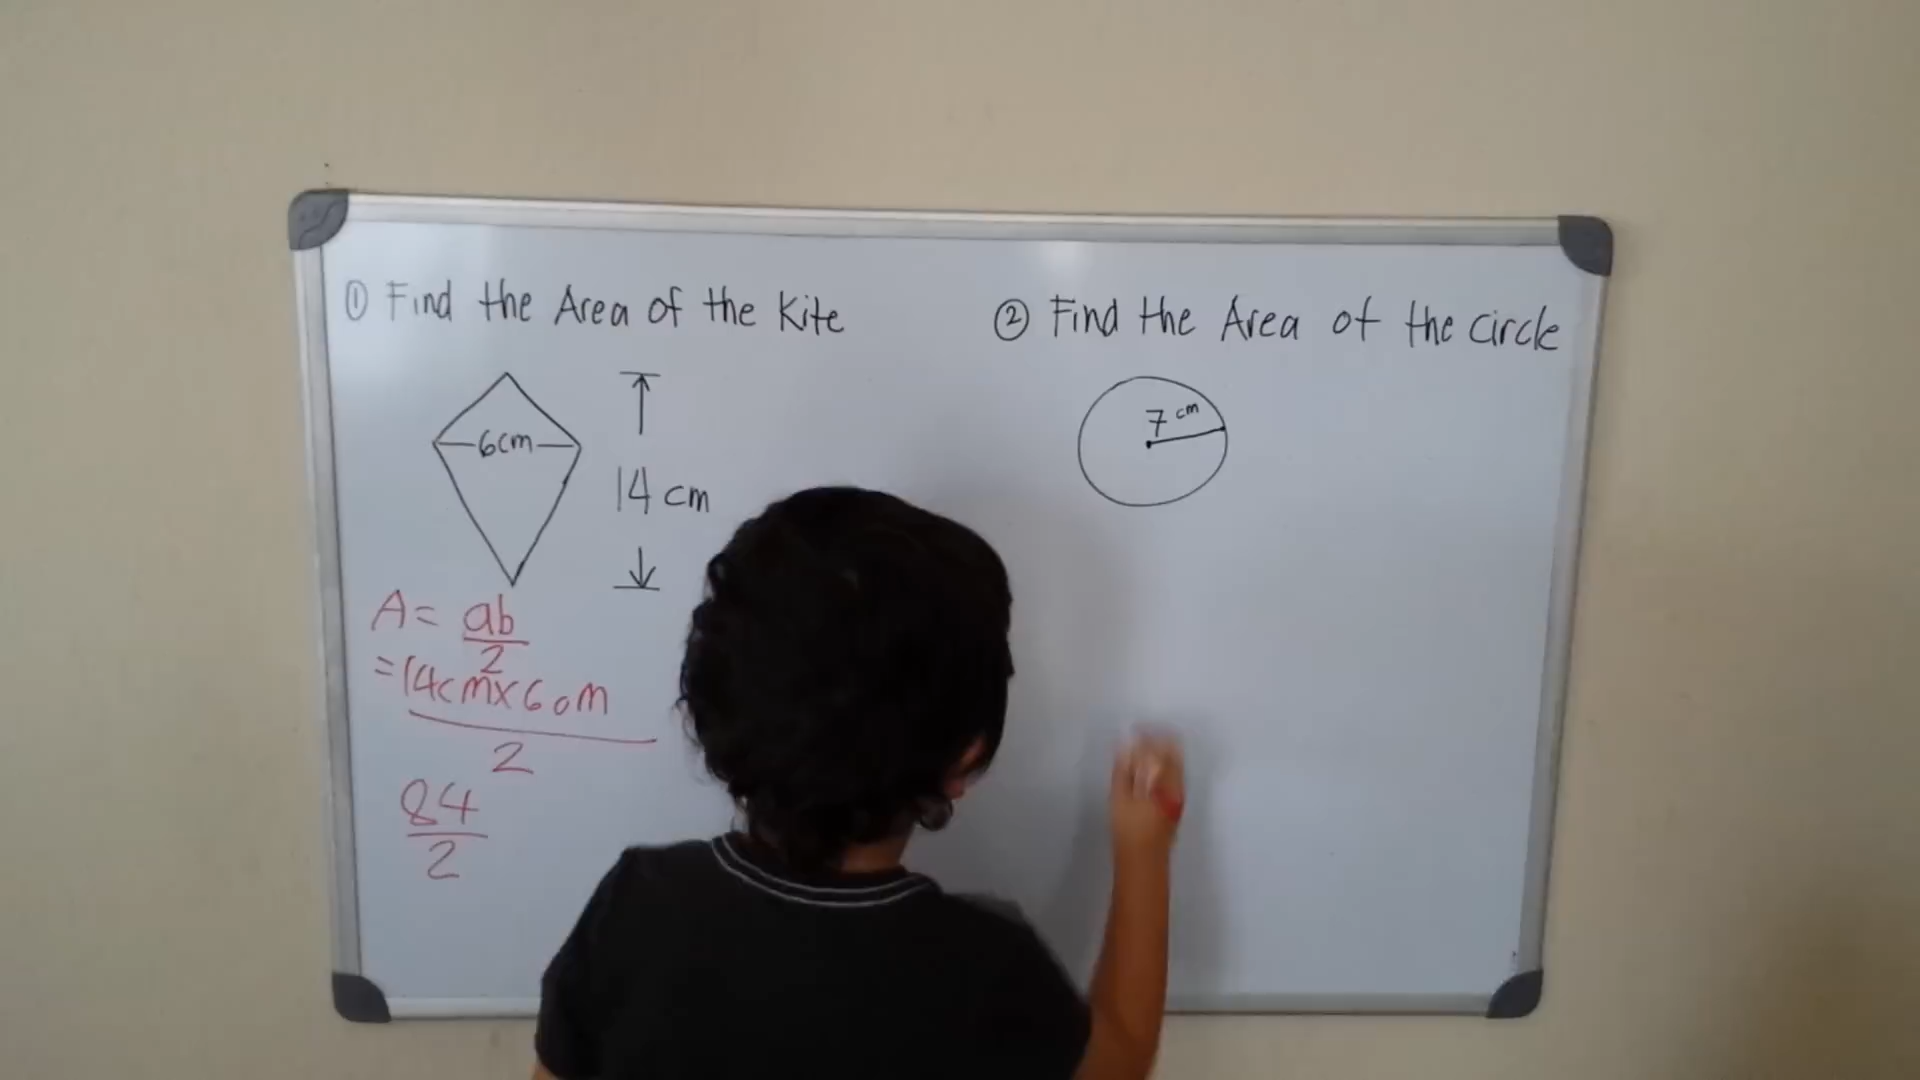 ① Find the Area of the Kite
6cm
14 cm
A = ab
2
= 14cm x 6cm
2
84
2
② Find the Area of the circle
7 cm